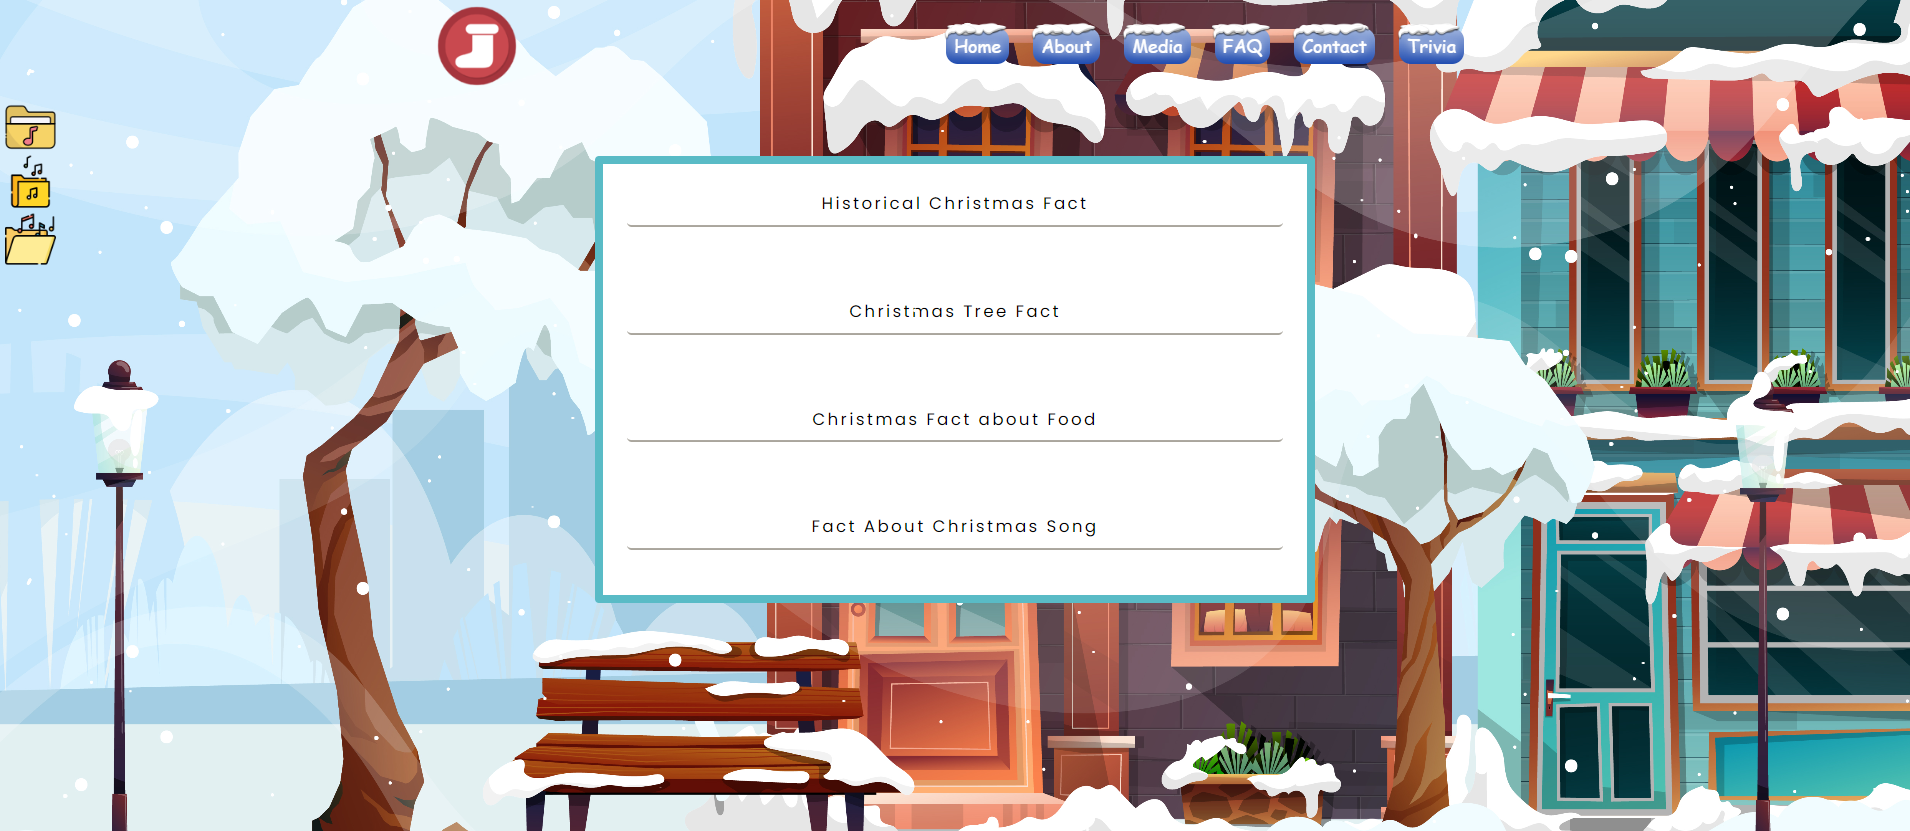 Home
About
Media
FAQ
Contact
Trivia
Historical Christmas Fact
Christmas Tree Fact
Christmas Fact about Food
Fact About Christmas Song